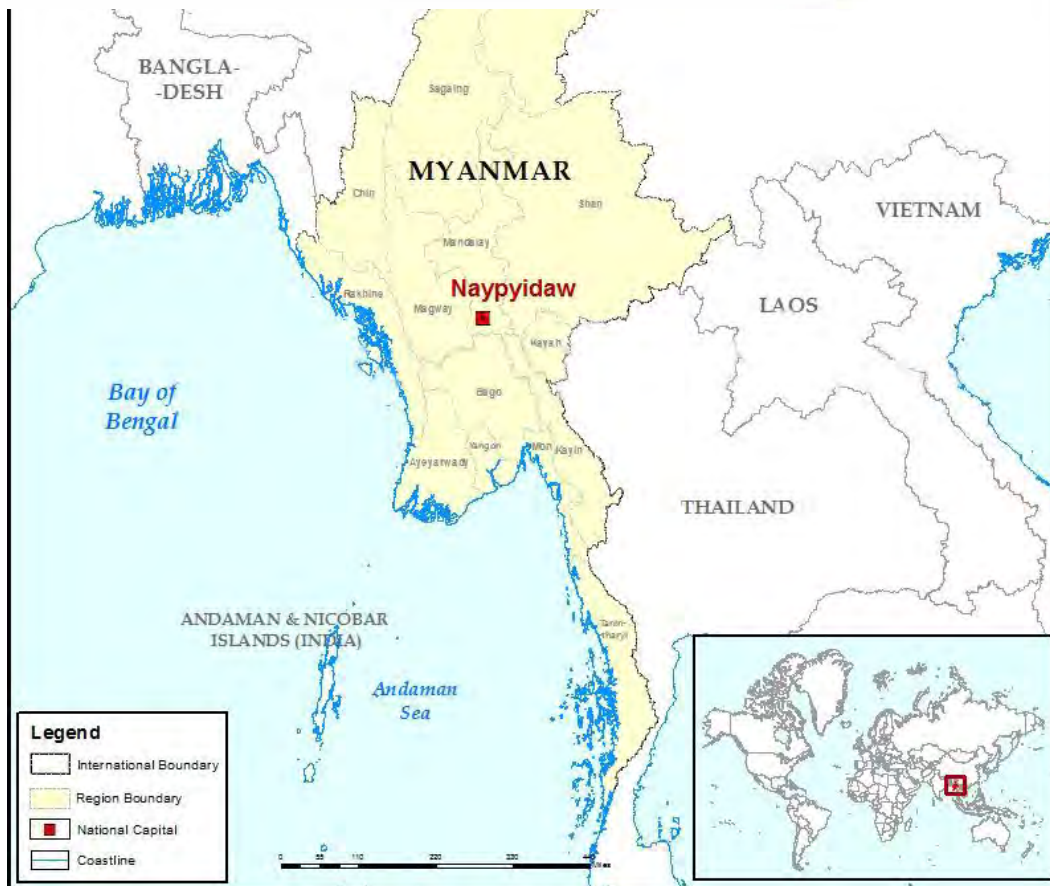 BANGLA-
-DESH
Sagaing
MYANMAR
Chin
Shan
VIETNAM
Mandalay
Naypyidaw
Rakhine
Magway
LAOS
Kayah
Bay of
Bengal
Bago
Yangon
Mon
Kayin
Ayeyarwady
THAILAND
ANDAMAN & NICOBAR
ISLANDS (INDIA)
Andaman
Sea
Legend
International Boundary
Region Boundary
National Capital
Coastline
0
55
110
220
330